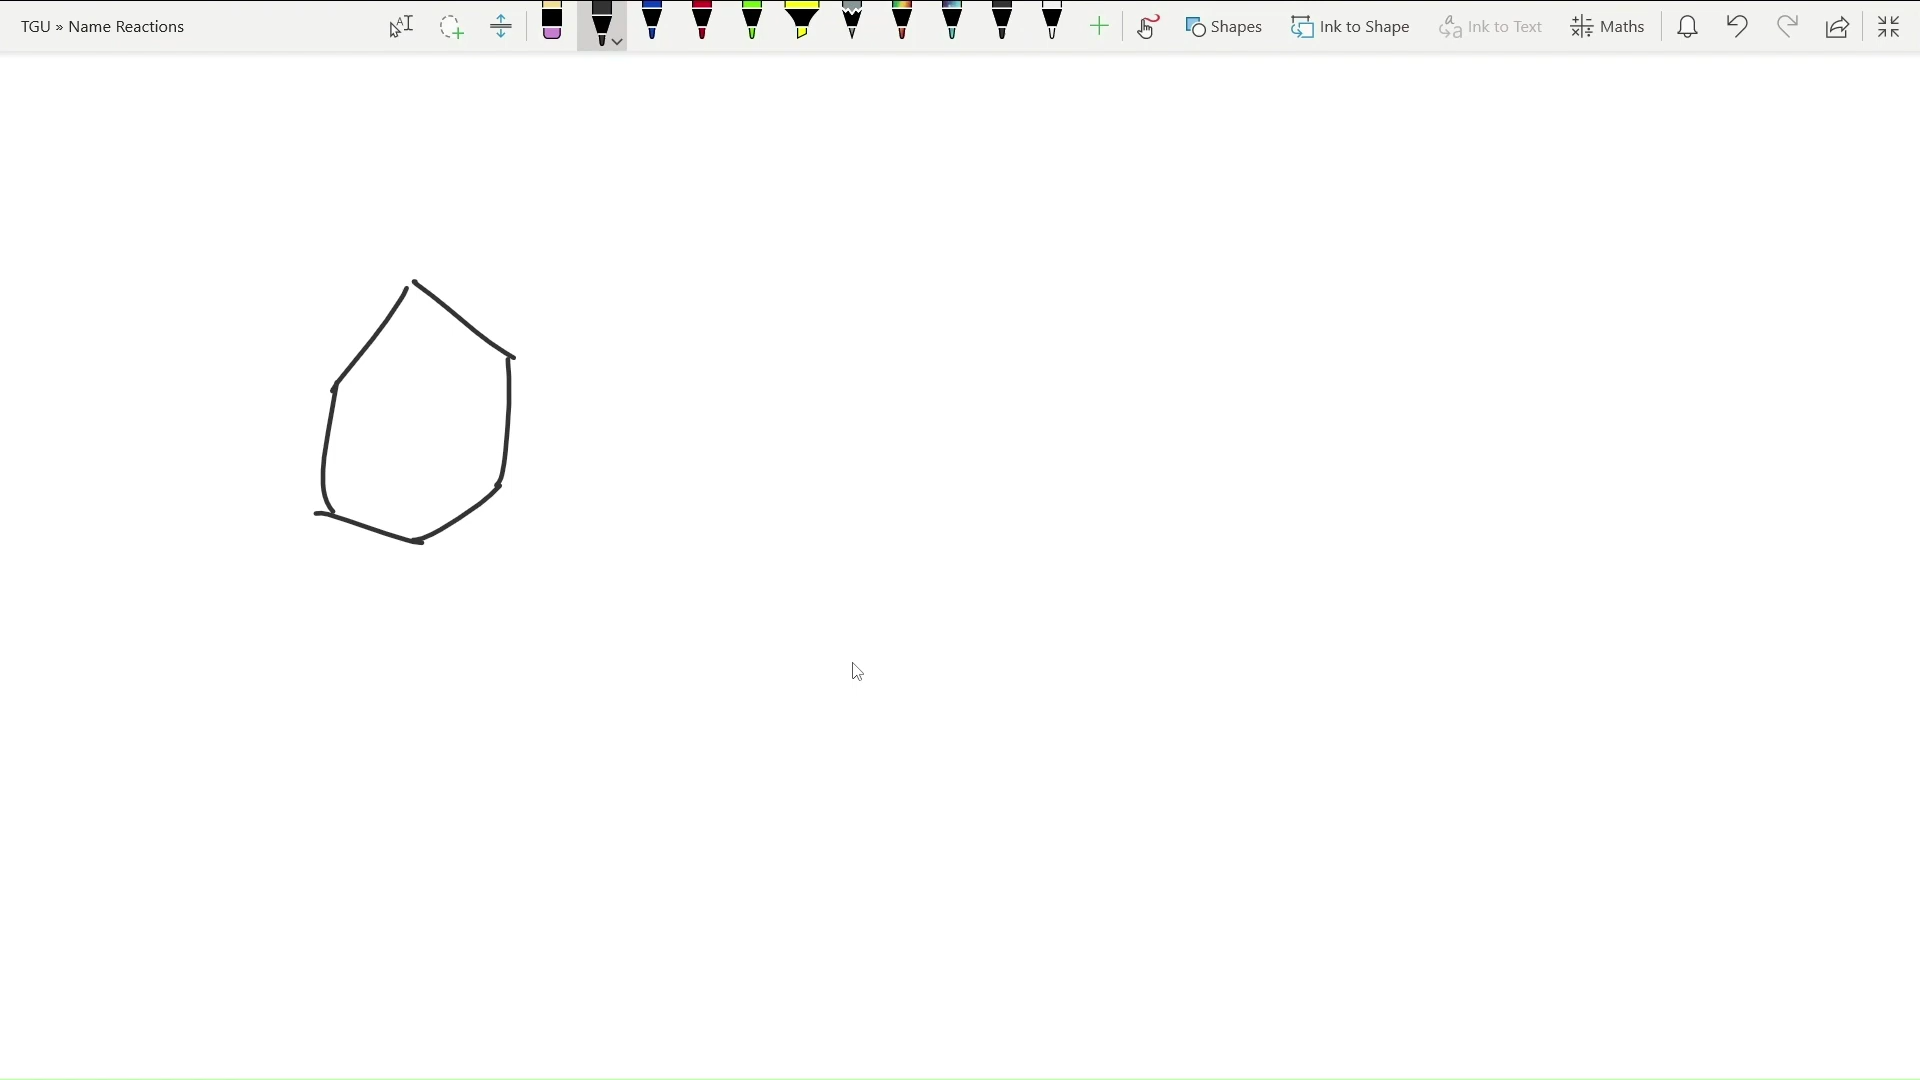 TGU » Name Reactions
Shapes
Ink to Shape
Ink to Text
Maths